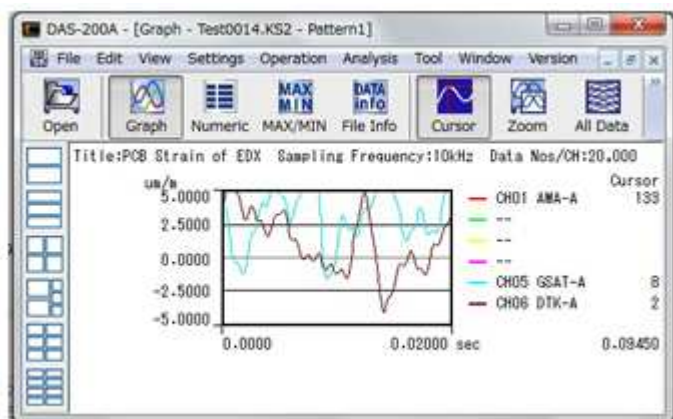 DAS-200A - [Graph - Test0014.KS2 - Pattern1]
File Edit View Settings Operation Analysis Tool Window Version
Open Graph Numeric MAX/MIN File Info Cursor Zoom All Data
MAX MIN DATA info
Title:PCB Strain of EDX Sampling Frequency:10kHz Data Nos/CH:20.000
um/m Cursor
5.0000 CH01 AMA-A 133
2.5000 --
0.0000 --
--
-2.5000 CH05 GSAT-A 8
-5.0000 CH06 DTK-A 2
0.0000 0.02000 sec 0.09450